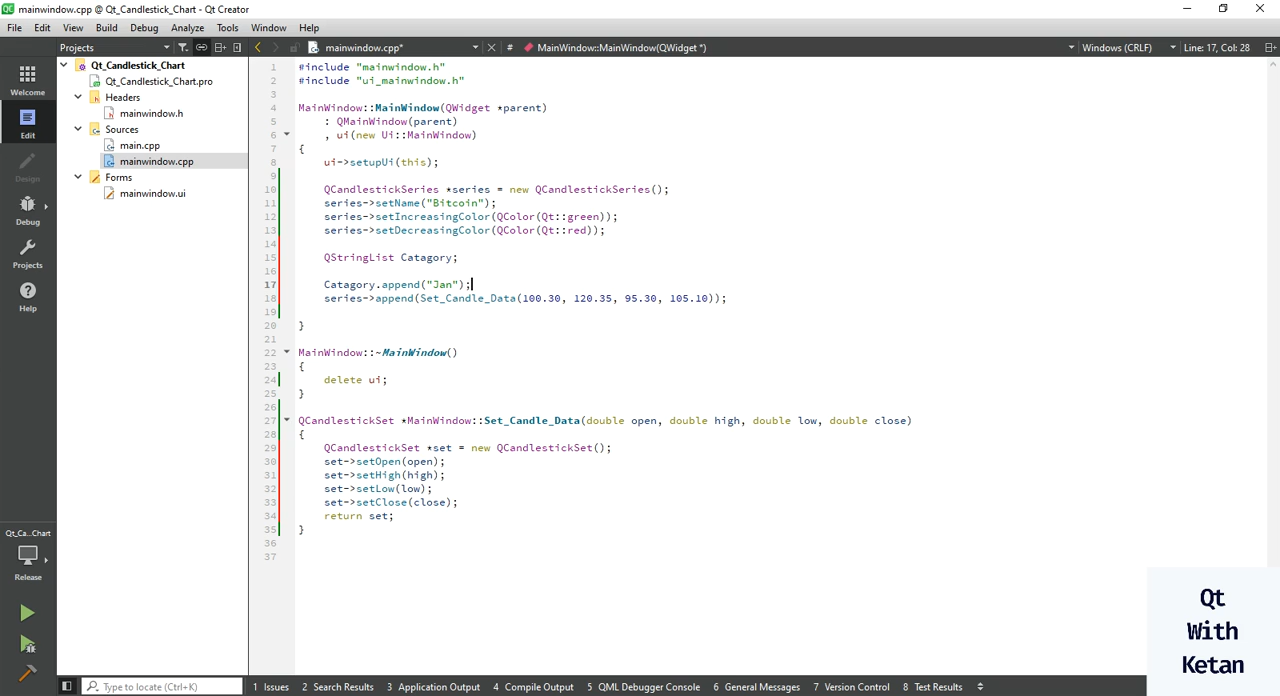 mainwindow.cpp @ Qt_Candlestick_Chart - Qt Creator
File Edit View Build Debug Analyze Tools Window Help
Projects mainwindow.cpp* # MainWindow::MainWindow(QWidget *) Windows (CRLF) Line: 17, Col: 28
Welcome
Edit
Design
Debug
Projects
Help
Qt_Ca...Chart
Release
Qt_Candlestick_Chart
Qt_Candlestick_Chart.pro
Headers
mainwindow.h
Sources
main.cpp
mainwindow.cpp
Forms
mainwindow.ui
1 #include "mainwindow.h"
2 #include "ui_mainwindow.h"
3
4 MainWindow::MainWindow(QWidget *parent)
5 : QMainWindow(parent)
6 , ui(new Ui::MainWindow)
7 {
8 ui->setupUi(this);
9
10 QCandlestickSeries *series = new QCandlestickSeries();
11 series->setName("Bitcoin");
12 series->setIncreasingColor(QColor(Qt::green));
13 series->setDecreasingColor(QColor(Qt::red));
14
15 QStringList Catagory;
16
17 Catagory.append("Jan");
18 series->append(Set_Candle_Data(100.30, 120.35, 95.30, 105.10));
19
20 }
21
22 MainWindow::~MainWindow()
23 {
24 delete ui;
25 }
26
27 QCandlestickSet *MainWindow::Set_Candle_Data(double open, double high, double low, double close)
28 {
29 QCandlestickSet *set = new QCandlestickSet();
30 set->setOpen(open);
31 set->setHigh(high);
32 set->setLow(low);
33 set->setClose(close);
34 return set;
35 }
36
37
Qt
With
Ketan
Type to locate (Ctrl+K) 1 Issues 2 Search Results 3 Application Output 4 Compile Output 5 QML Debugger Console 6 General Messages 7 Version Control 8 Test Results